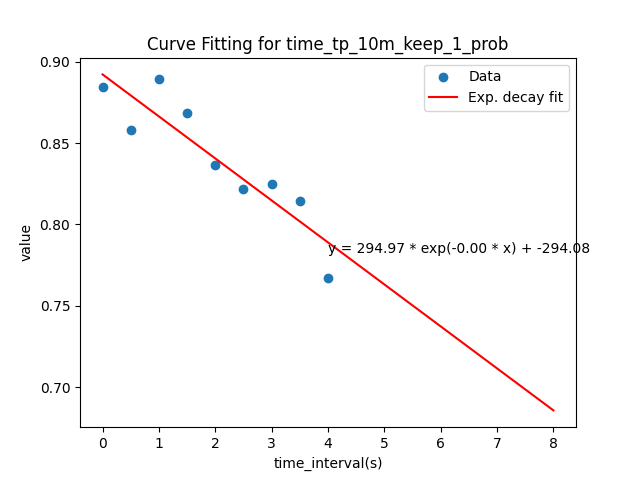 Curve Fitting for time_tp_10m_keep_1_prob
Data
Exp. decay fit
0.90
0.85
0.80
0.75
0.70
value
y = 294.97 * exp(-0.00 * x) + -294.08
0 1 2 3 4 5 6 7 8
time_interval(s)